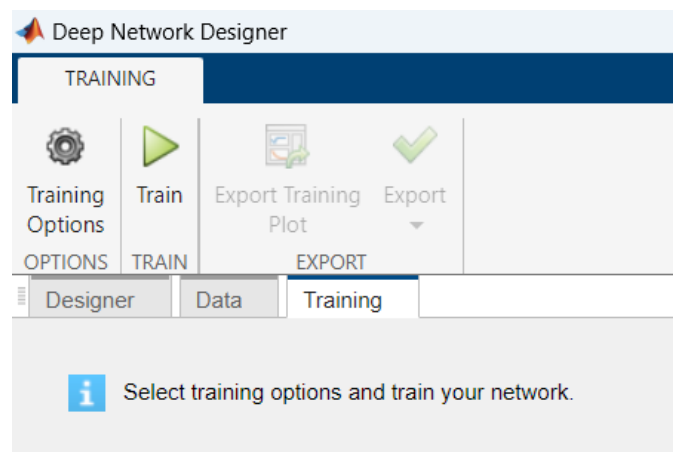 Deep Network Designer
TRAINING
Training Options
Train
Export Training Plot
Export
OPTIONS
TRAIN
EXPORT
Designer
Data
Training
i
Select training options and train your network.